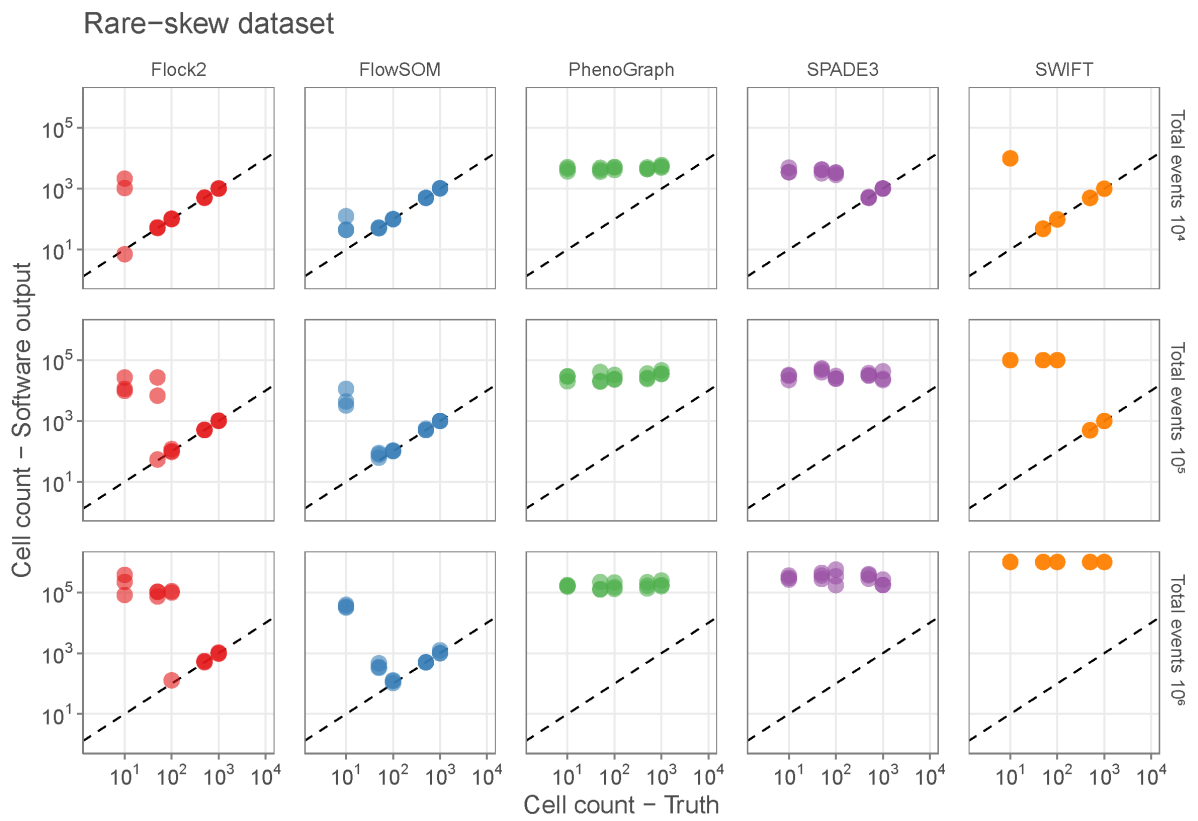 Rare−skew dataset
Flock2 FlowSOM PhenoGraph SPADE3 SWIFT
Cell count − Software output
10⁵
10³
10¹
Total events 10⁴
10⁵
10³
10¹
Total events 10⁵
10⁵
10³
10¹
Total events 10⁶
10¹ 10² 10³ 10⁴ 10¹ 10² 10³ 10⁴ 10¹ 10² 10³ 10⁴ 10¹ 10² 10³ 10⁴ 10¹ 10² 10³ 10⁴
Cell count − Truth